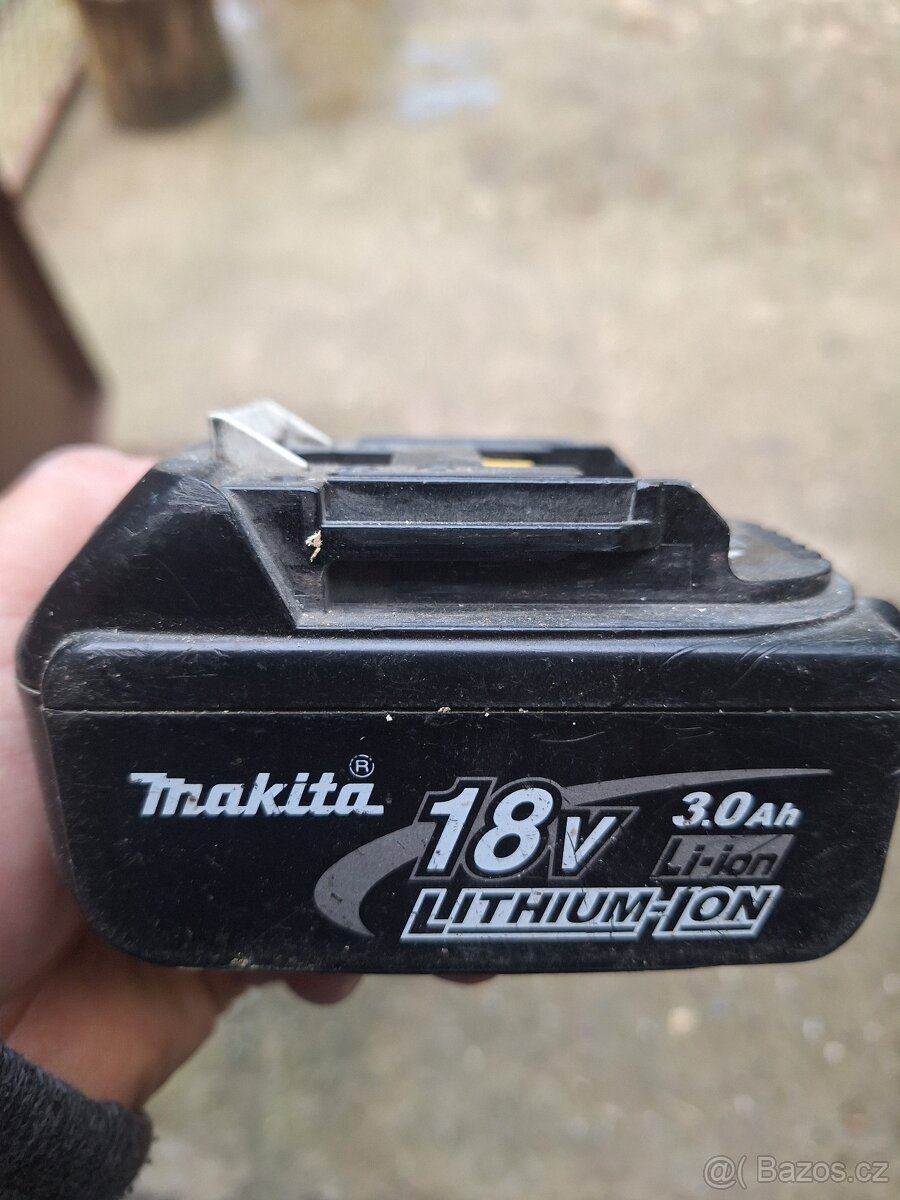 makita®
18V
3.0Ah
Li-ion
LITHIUM-ION
@( Bazos.cz